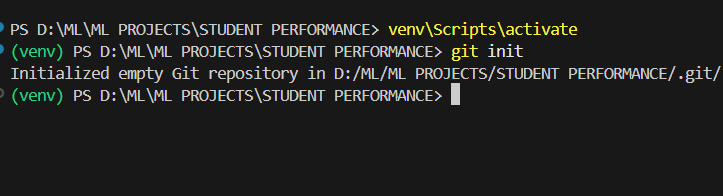 PS D:\ML\ML PROJECTS\STUDENT PERFORMANCE> venv\Scripts\activate
(venv) PS D:\ML\ML PROJECTS\STUDENT PERFORMANCE> git init
Initialized empty Git repository in D:/ML/ML PROJECTS/STUDENT PERFORMANCE/.git/
(venv) PS D:\ML\ML PROJECTS\STUDENT PERFORMANCE>